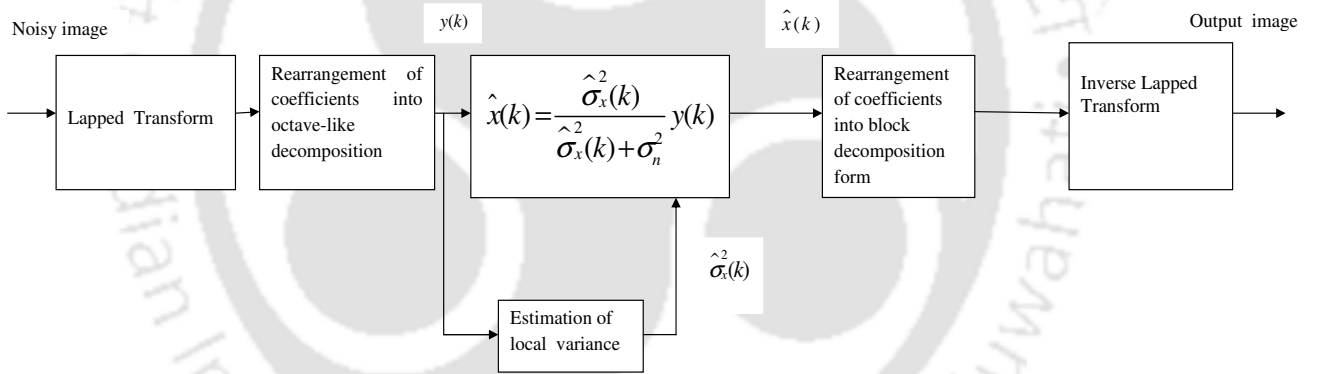 Noisy image
y(k)
x̂(k)
Output image
Lapped Transform
Rearrangement of
coefficients into
octave-like
decomposition
x̂(k) = σ̂ₓ²(k) / (σ̂ₓ²(k) + σₙ²) y(k)
Rearrangement
of coefficients
into block
decomposition
form
Inverse Lapped
Transform
σ̂ₓ²(k)
Estimation of
local variance